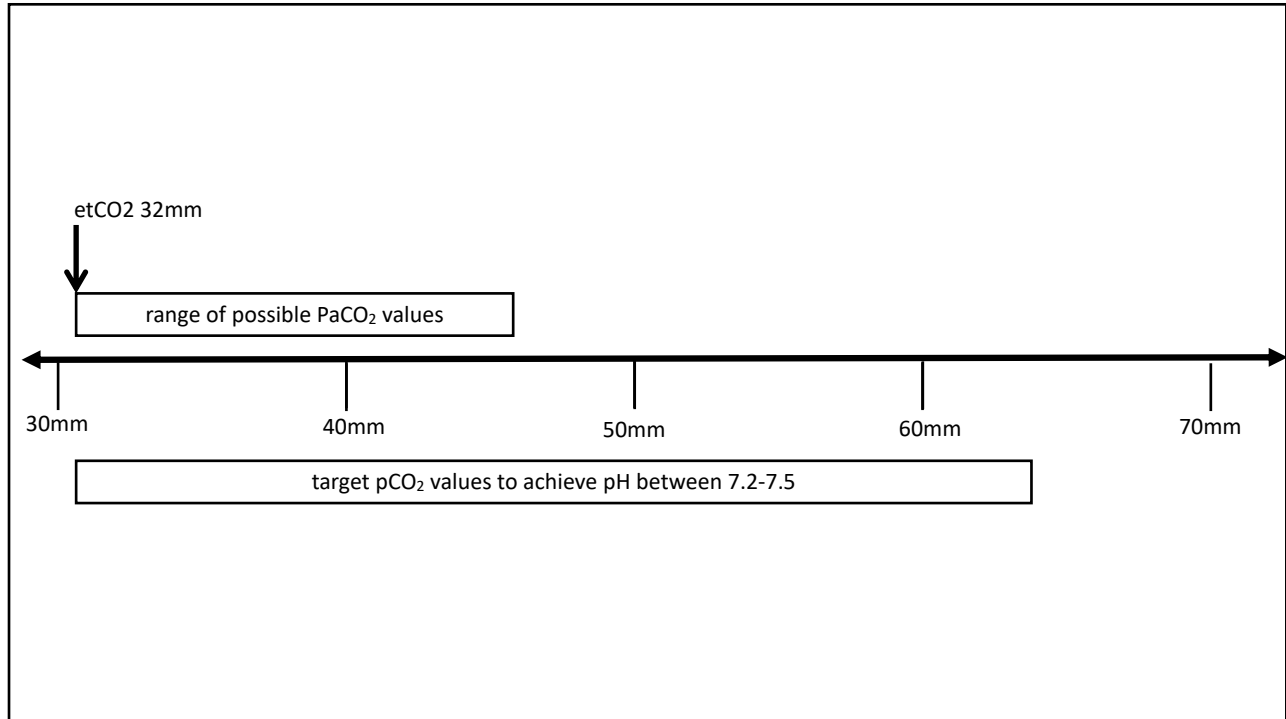 etCO2 32mm
range of possible PaCO₂ values
30mm 40mm 50mm 60mm 70mm
target pCO₂ values to achieve pH between 7.2-7.5